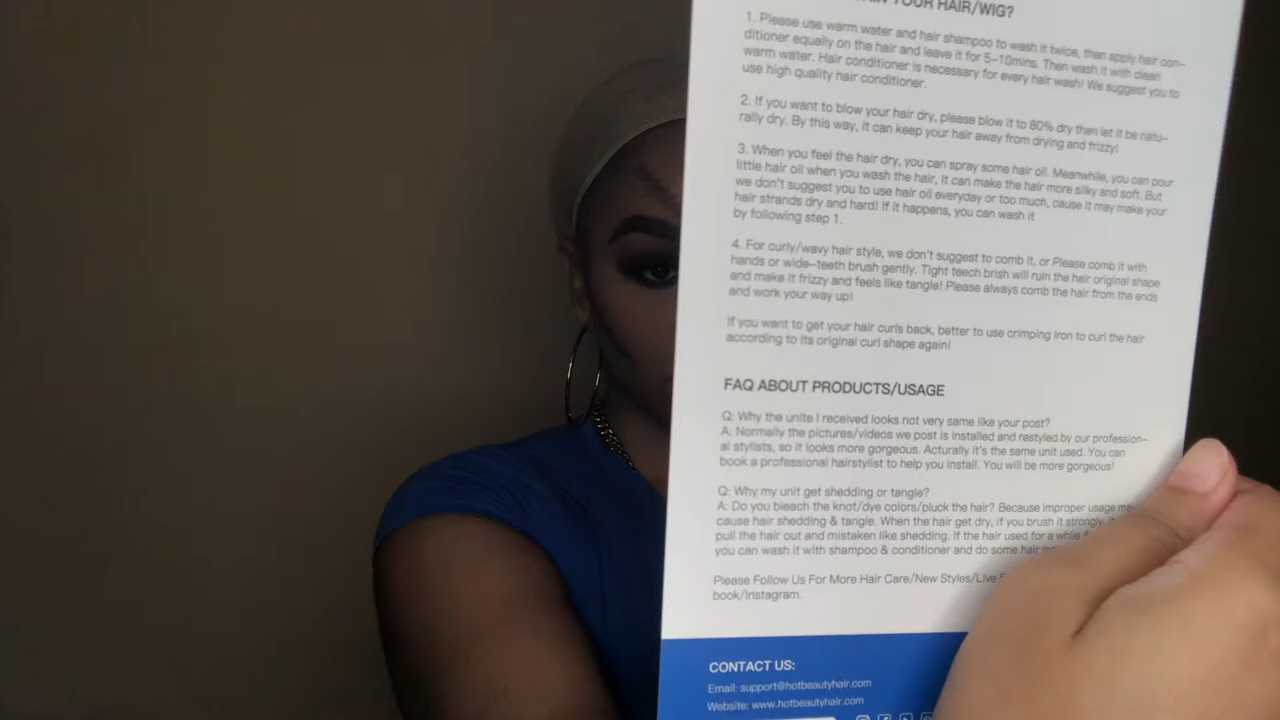 YOUR HAIR/WIG?
1. Please use warm water and hair shampoo to wash it twice, then apply hair con-
ditioner equally on the hair and leave it for 5-10mins. Then wash it with clean
warm water. Hair conditioner is necessary for every hair wash! We suggest you to
use high quality hair conditioner.
2. If you want to blow your hair dry, please blow it to 80% dry then let it be natu-
rally dry. By this way, it can keep your hair away from drying and frizzy!
3. When you feel the hair dry, you can spray some hair oil. Meanwhile, you can pour
little hair oil when you wash the hair, it can make the hair more silky and soft. But
we don't suggest you to use hair oil everyday or too much, cause it may make your
hair strands dry and hard! If it happens, you can wash it
by following step 1.
4. For curly/wavy hair style, we don't suggest to comb it, or Please comb it with
hands or wide-teeth brush gently. Tight teech brish will ruin the hair original shape
and make it frizzy and feels like tangle! Please always comb the hair from the ends
and work your way up!
If you want to get your hair curls back, better to use crimping iron to curl the hair
according to its original curl shape again!
FAQ ABOUT PRODUCTS/USAGE
Q: Why the unite I received looks not very same like your post?
A: Normally the pictures/videos we post is installed and restyled by our profession-
al stylists, so it looks more gorgeous. Acturally it's the same unit used. You can
book a professional hairstylist to help you install. You will be more gorgeous!
Q: Why my unit get shedding or tangle?
A: Do you bleach the knot/dye colors/pluck the hair? Because improper usage
cause hair shedding & tangle. When the hair get dry, if you brush it strongly,
pull the hair out and mistaken like shedding. If the hair used for a while
you can wash it with shampoo & conditioner and do some hair
Please Follow Us For More Hair Care/New Styles/Live
book/Instagram.
CONTACT US:
Email: support@hotbeautyhair.com
Website: www.hotbeautyhair.com